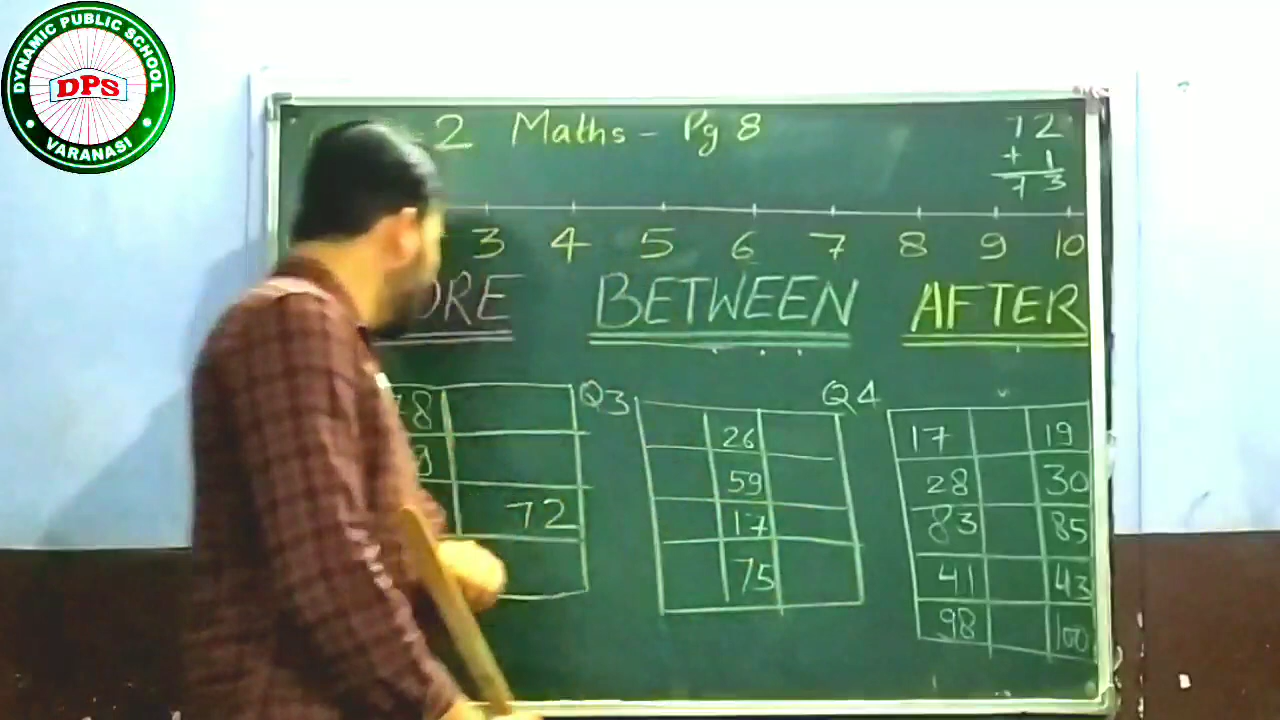 DYNAMIC PUBLIC SCHOOL
DPS
VARANASI
2 Maths - Pg 8
72
+ 1
73
3 4 5 6 7 8 9 10
ORE BETWEEN AFTER
Q3 Q4
8
26
17 19
59
28 30
72
17
83 85
75
41 43
98 100